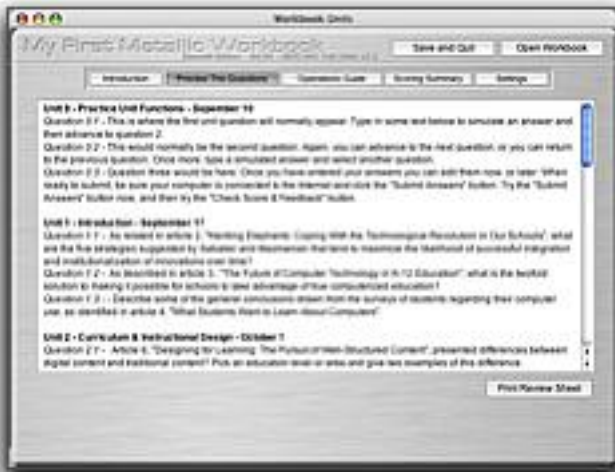 Workbook Units
My First Metallic Workbook
Save and Quit
Open Workbook
Introduction
Preview The Questions
Operations Guide
Scoring Summary
Settings
Unit 0 - Practice Unit Functions - September 10
Question 0.1 - This is where the first unit question will normally appear. Type in some text below to simulate an answer and
then advance to question 2.
Question 0.2 - This would normally be the second question. Again, you can advance to the next question, or you can return
to the previous question. Once more, type a simulated answer and select another question.
Question 0.3 - Question three would be here. Once you have entered your answers you can edit them now, or later. When
ready to submit, be sure your computer is connected to the Internet and click the "Submit Answers" button. Try the "Submit
Answers" button now, and then try the "Check Score & Feedback" button.
Unit 1 - Introduction - September 17
Question 1.1 - As related in article 2, "Herding Elephants: Coping With the Technological Revolution in Our Schools", what
are the five strategies suggested by and that tend to maximize the likelihood of successful integration
and institutionalization of innovations over time?
Question 1.2 - As described in article 3, "The Future of Computer Technology in K-12 Education", what is the twofold
solution to making it possible for schools to take advantage of true computerized education?
Question 1.3 - Describe some of the general conclusions drawn from the surveys of students regarding their computer
use, as identified in article 4, "What Students Want to Learn About Computers".
Unit 2 - Curriculum & Instructional Design - October 1
Question 2.1 - Article 6, "Designing for Learning: The Pursuit of Well-Structured Content", presented differences between
digital content and traditional content? Pick an education level or area and give two examples of this difference.
Print Review Sheet